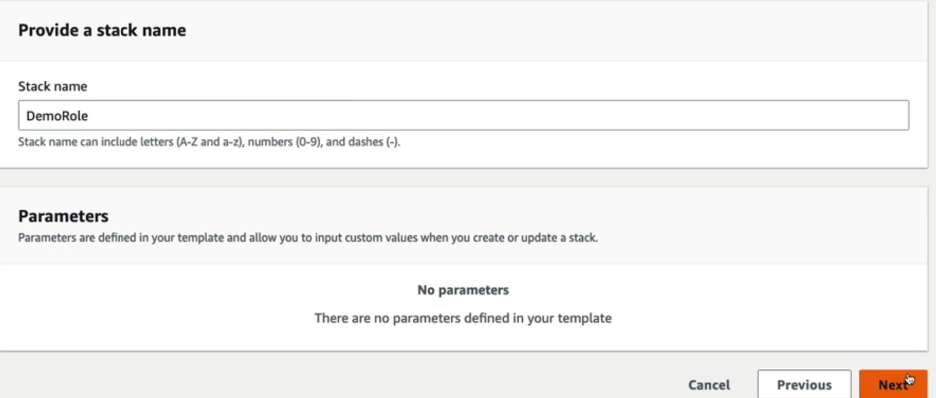 Provide a stack name
Stack name
DemoRole
Stack name can include letters (A-Z and a-z), numbers (0-9), and dashes (-).
Parameters
Parameters are defined in your template and allow you to input custom values when you create or update a stack.
No parameters
There are no parameters defined in your template
Cancel Previous Next